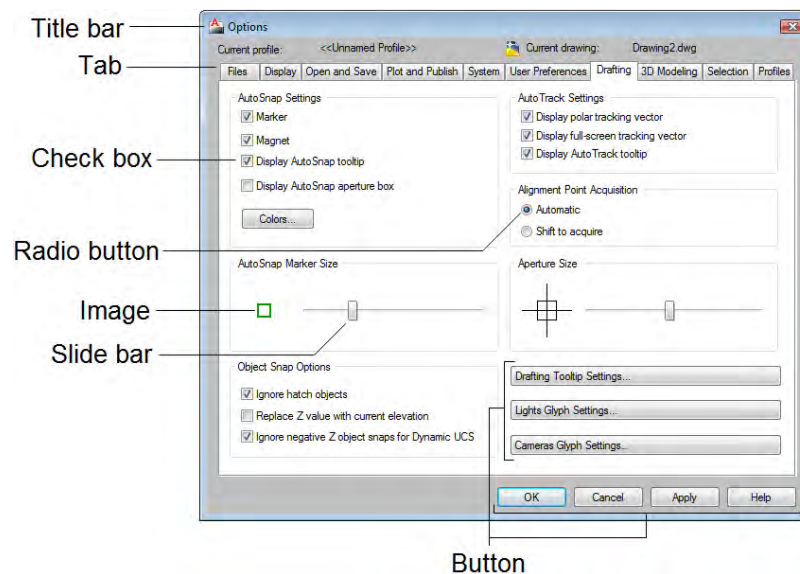 Title bar
Options
Current profile: <<Unnamed Profile>> Current drawing: Drawing2.dwg
Tab
Files Display Open and Save Plot and Publish System User Preferences Drafting 3D Modeling Selection Profiles
AutoSnap Settings
Marker
Magnet
Check box
Display AutoSnap tooltip
Display AutoSnap aperture box
Colors...
AutoTrack Settings
Display polar tracking vector
Display full-screen tracking vector
Display AutoTrack tooltip
Alignment Point Acquisition
Automatic
Shift to acquire
Radio button
AutoSnap Marker Size
Aperture Size
Image
Slide bar
Object Snap Options
Ignore hatch objects
Replace Z value with current elevation
Ignore negative Z object snaps for Dynamic UCS
Drafting Tooltip Settings...
Lights Glyph Settings...
Cameras Glyph Settings...
OK Cancel Apply Help
Button